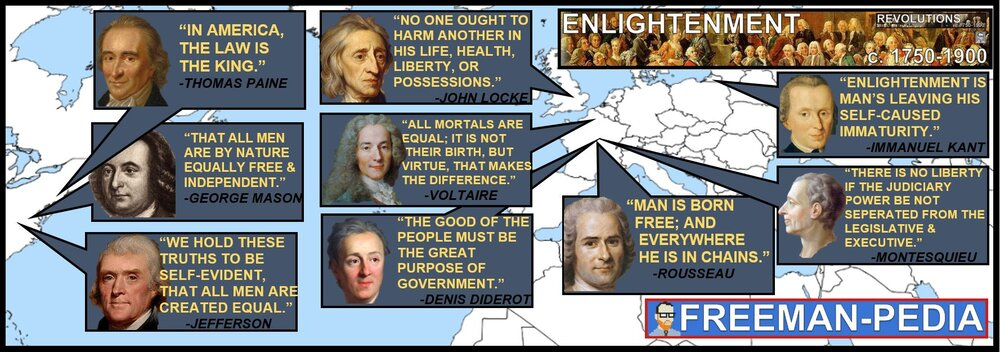 “IN AMERICA,
THE LAW IS
THE KING.”
-THOMAS PAINE
“THAT ALL MEN
ARE BY NATURE
EQUALLY FREE &
INDEPENDENT.”
-GEORGE MASON
“WE HOLD THESE
TRUTHS TO BE
SELF-EVIDENT,
THAT ALL MEN ARE
CREATED EQUAL.”
-JEFFERSON
“NO ONE OUGHT TO
HARM ANOTHER IN
HIS LIFE, HEALTH,
LIBERTY, OR
POSSESSIONS.”
-JOHN LOCKE
“ALL MORTALS ARE
EQUAL; IT IS NOT
THEIR BIRTH, BUT
VIRTUE, THAT MAKES
THE DIFFERENCE.”
-VOLTAIRE
“THE GOOD OF THE
PEOPLE MUST BE
THE GREAT
PURPOSE OF
GOVERNMENT.”
-DENIS DIDEROT
ENLIGHTENMENT
REVOLUTIONS
c. 1750-1900
“ENLIGHTENMENT IS
MAN’S LEAVING HIS
SELF-CAUSED
IMMATURITY.”
-IMMANUEL KANT
“THERE IS NO LIBERTY
IF THE JUDICIARY
POWER BE NOT
SEPERATED FROM THE
LEGISLATIVE &
EXECUTIVE.”
-MONTESQUIEU
“MAN IS BORN
FREE; AND
EVERYWHERE
HE IS IN CHAINS.”
-ROUSSEAU
FREEMAN-PEDIA